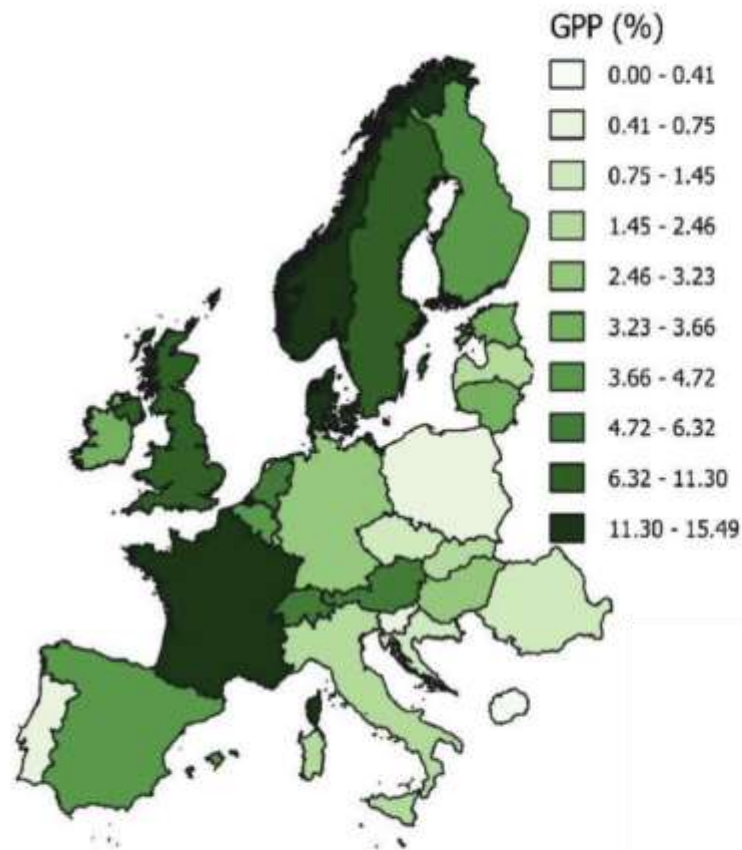 GPP (%)
0.00 - 0.41
0.41 - 0.75
0.75 - 1.45
1.45 - 2.46
2.46 - 3.23
3.23 - 3.66
3.66 - 4.72
4.72 - 6.32
6.32 - 11.30
11.30 - 15.49